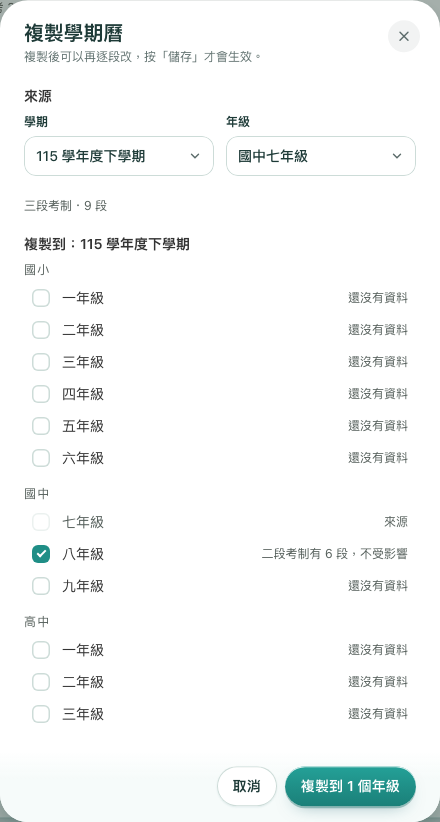 複製學期曆
複製後可以再逐段改，按「儲存」才會生效。
來源
學期
年級
115 學年度下學期
國中七年級
三段考制 · 9 段
複製到：115 學年度下學期
國小
一年級 還沒有資料
二年級 還沒有資料
三年級 還沒有資料
四年級 還沒有資料
五年級 還沒有資料
六年級 還沒有資料
國中
七年級 來源
八年級 二段考制有 6 段，不受影響
九年級 還沒有資料
高中
一年級 還沒有資料
二年級 還沒有資料
三年級 還沒有資料
取消
複製到 1 個年級